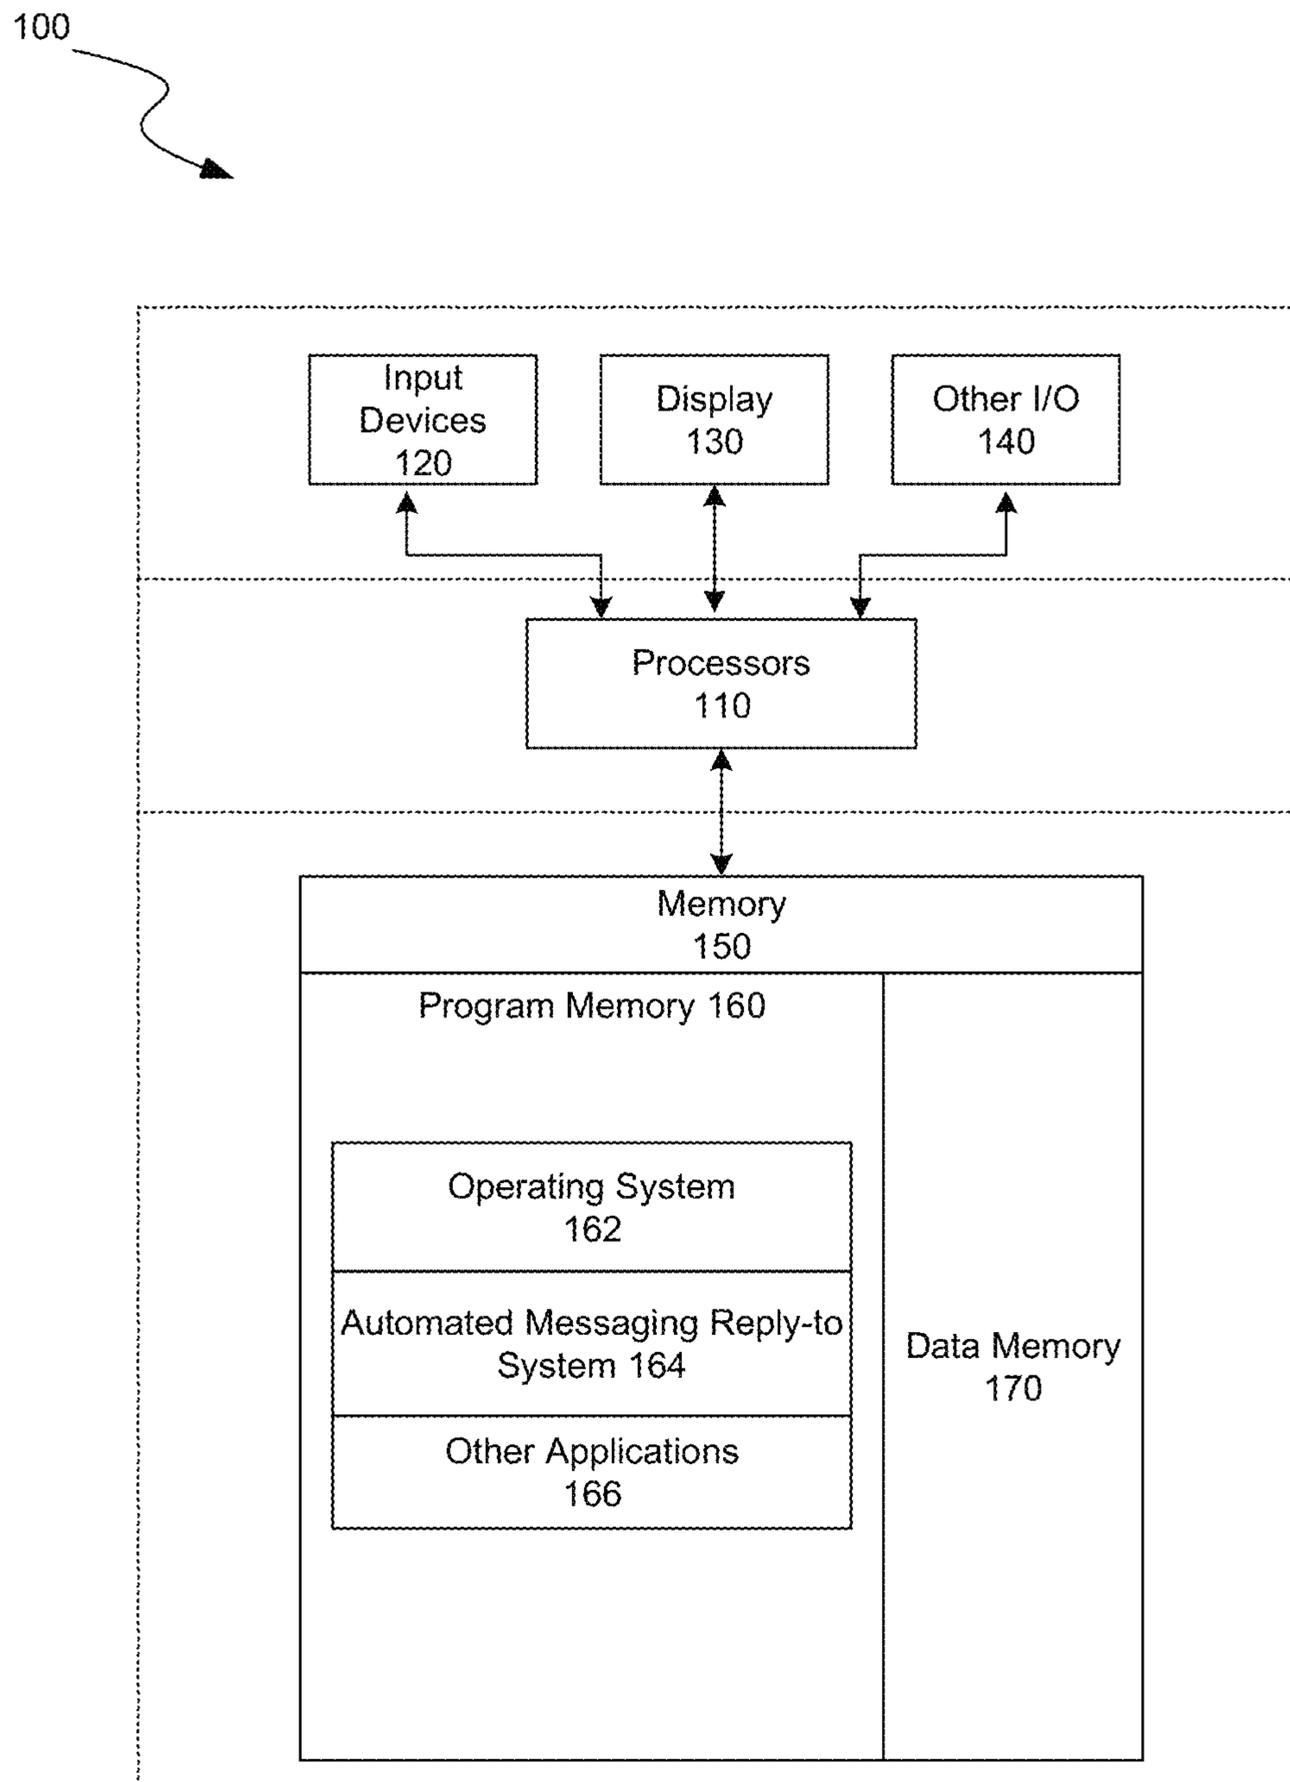 100
Input
Devices
120
Display
130
Other I/O
140
Processors
110
Memory
150
Program Memory 160
Operating System
162
Automated Messaging Reply-to
System 164
Other Applications
166
Data Memory
170